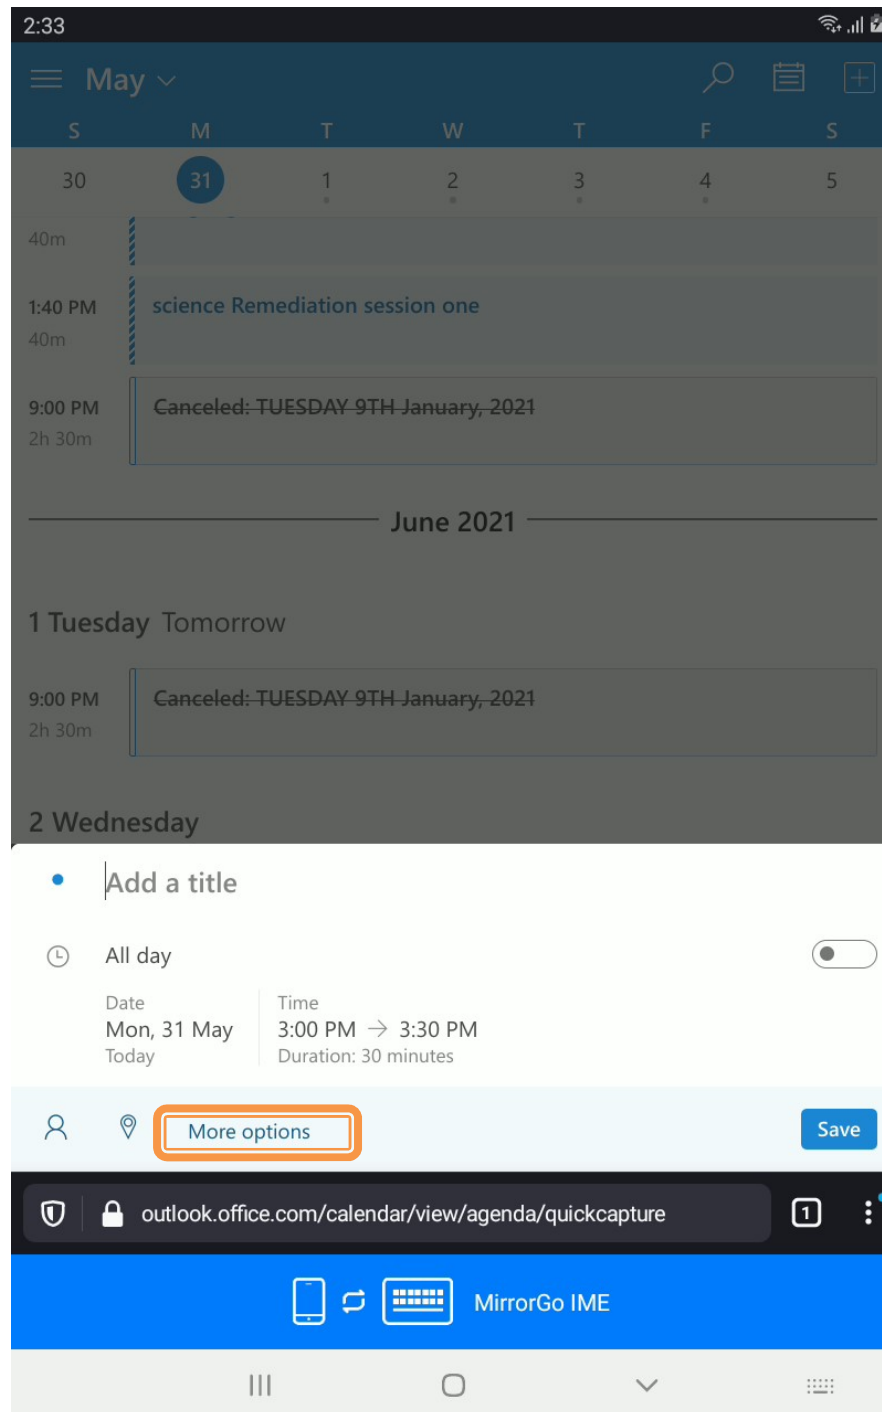 2:33
May
S M T W T F S
30 31 1 2 3 4 5
40m
1:40 PM science Remediation session one
40m
9:00 PM Canceled: TUESDAY 9TH January, 2021
2h 30m
June 2021
1 Tuesday Tomorrow
9:00 PM Canceled: TUESDAY 9TH January, 2021
2h 30m
2 Wednesday
Add a title
All day
Date Time
Mon, 31 May 3:00 PM → 3:30 PM
Today Duration: 30 minutes
More options Save
outlook.office.com/calendar/view/agenda/quickcapture 1
MirrorGo IME